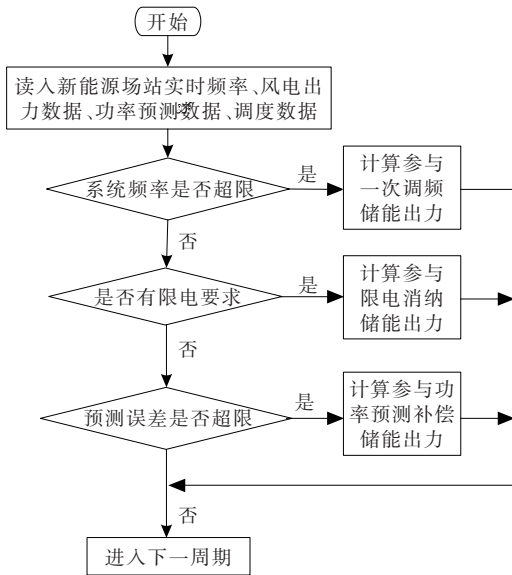 开始
读入新能源场站实时频率、风电出
力数据、功率预测数据、调度数据
系统频率是否超限
是
计算参与
一次调频
储能出力
否
是否有限电要求
是
计算参与
限电消纳
储能出力
否
预测误差是否超限
是
计算参与功
率预测补偿
储能出力
否
进入下一周期